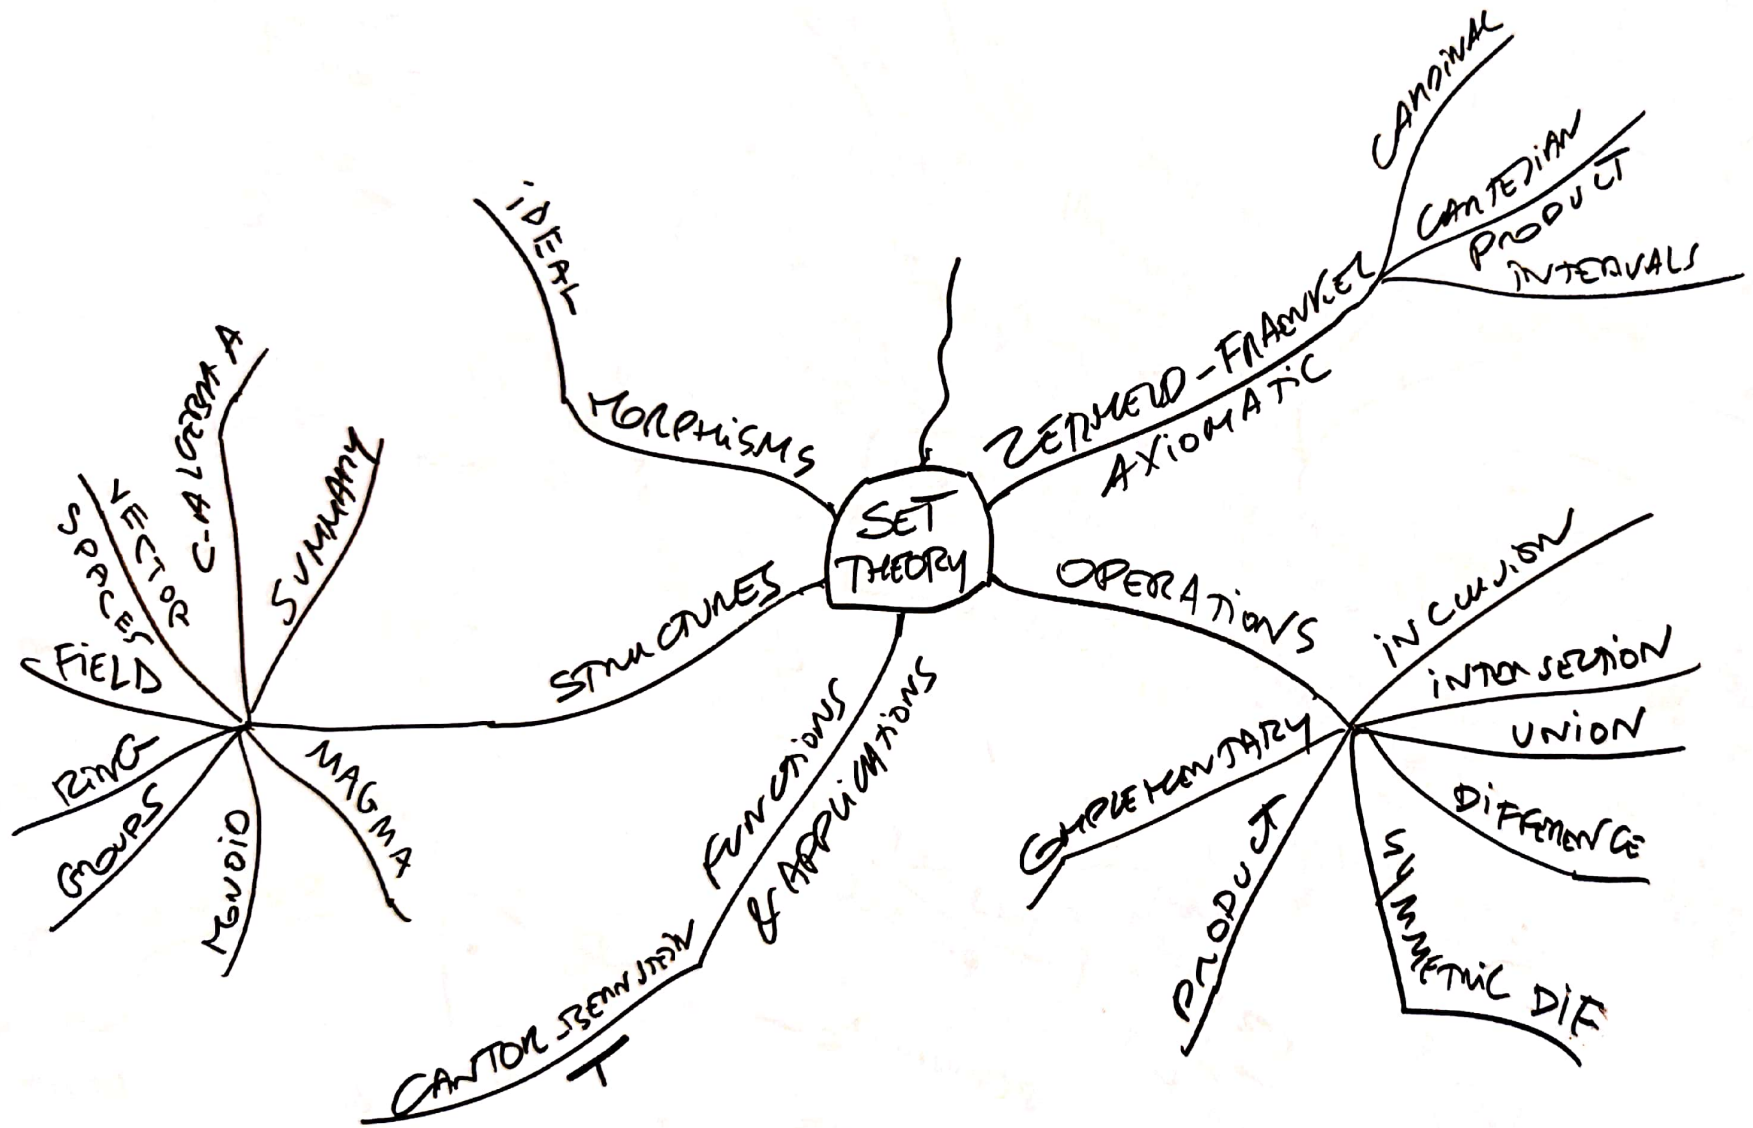 SET
THEORY
ZERMELO-FRAENKEL
AXIOMATIC
CARDINAL
CARTESIAN
PRODUCT
INTERVALS
OPERATIONS
INCLUSION
INTERSECTION
UNION
DIFFERENCE
SYMMETRIC DIF
PRODUCT
COMPLEMENTARY
FUNCTIONS
& APPLICATIONS
CANTOR-BERNSTEIN
T
STRUCTURES
MAGMA
MONOID
GROUPS
RING
FIELD
VECTOR
SPACES
C-ALGEBRA
SUMMARY
MORPHISMS
IDEAL